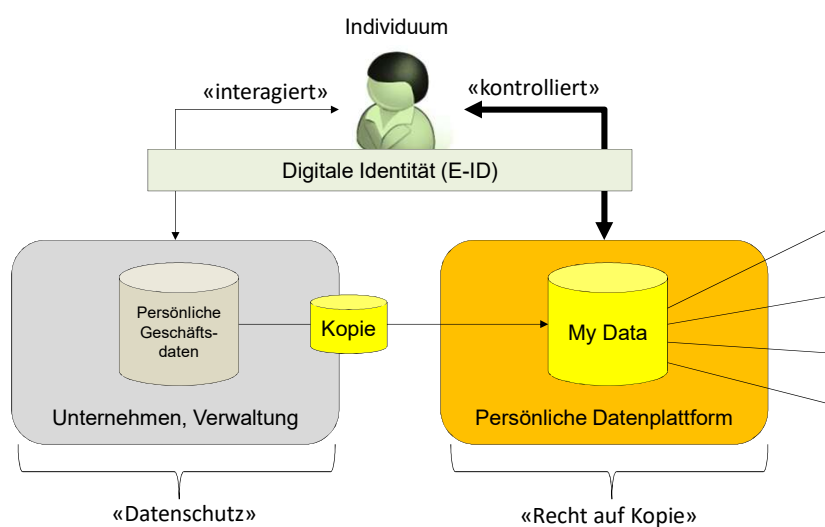 Individuum
«interagiert»
«kontrolliert»
Digitale Identität (E-ID)
Persönliche
Geschäfts-
daten
Kopie
My Data
Unternehmen, Verwaltung
Persönliche Datenplattform
«Datenschutz»
«Recht auf Kopie»